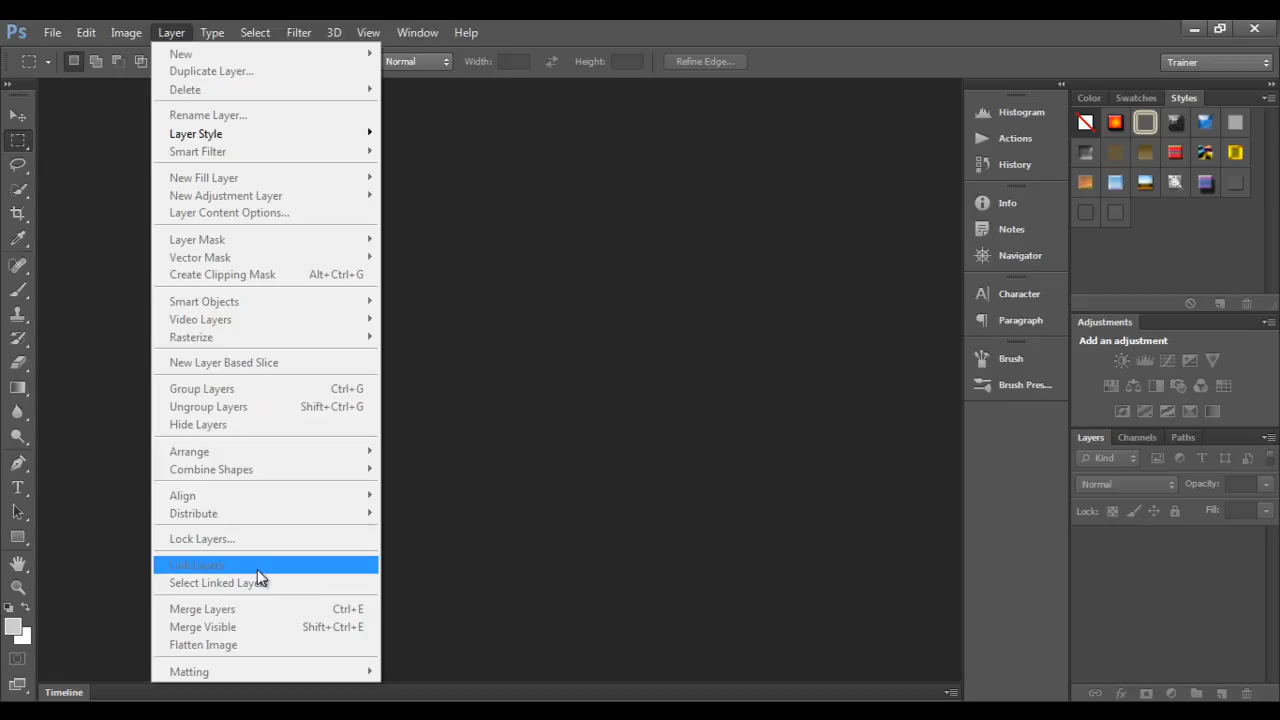 Ps File Edit Image Layer Type Select Filter 3D View Window Help
Normal Width: Height: Refine Edge... Trainer
New
Duplicate Layer...
Delete
Rename Layer...
Layer Style
Smart Filter
New Fill Layer
New Adjustment Layer
Layer Content Options...
Layer Mask
Vector Mask
Create Clipping Mask Alt+Ctrl+G
Smart Objects
Video Layers
Rasterize
New Layer Based Slice
Group Layers Ctrl+G
Ungroup Layers Shift+Ctrl+G
Hide Layers
Arrange
Combine Shapes
Align
Distribute
Lock Layers...
Link Layers
Select Linked Layers
Merge Layers Ctrl+E
Merge Visible Shift+Ctrl+E
Flatten Image
Matting
Timeline
Histogram
Actions
History
Info
Notes
Navigator
Character
Paragraph
Brush
Brush Pres...
Color Swatches Styles
Adjustments
Add an adjustment
Layers Channels Paths
Kind
Normal Opacity:
Lock: Fill: